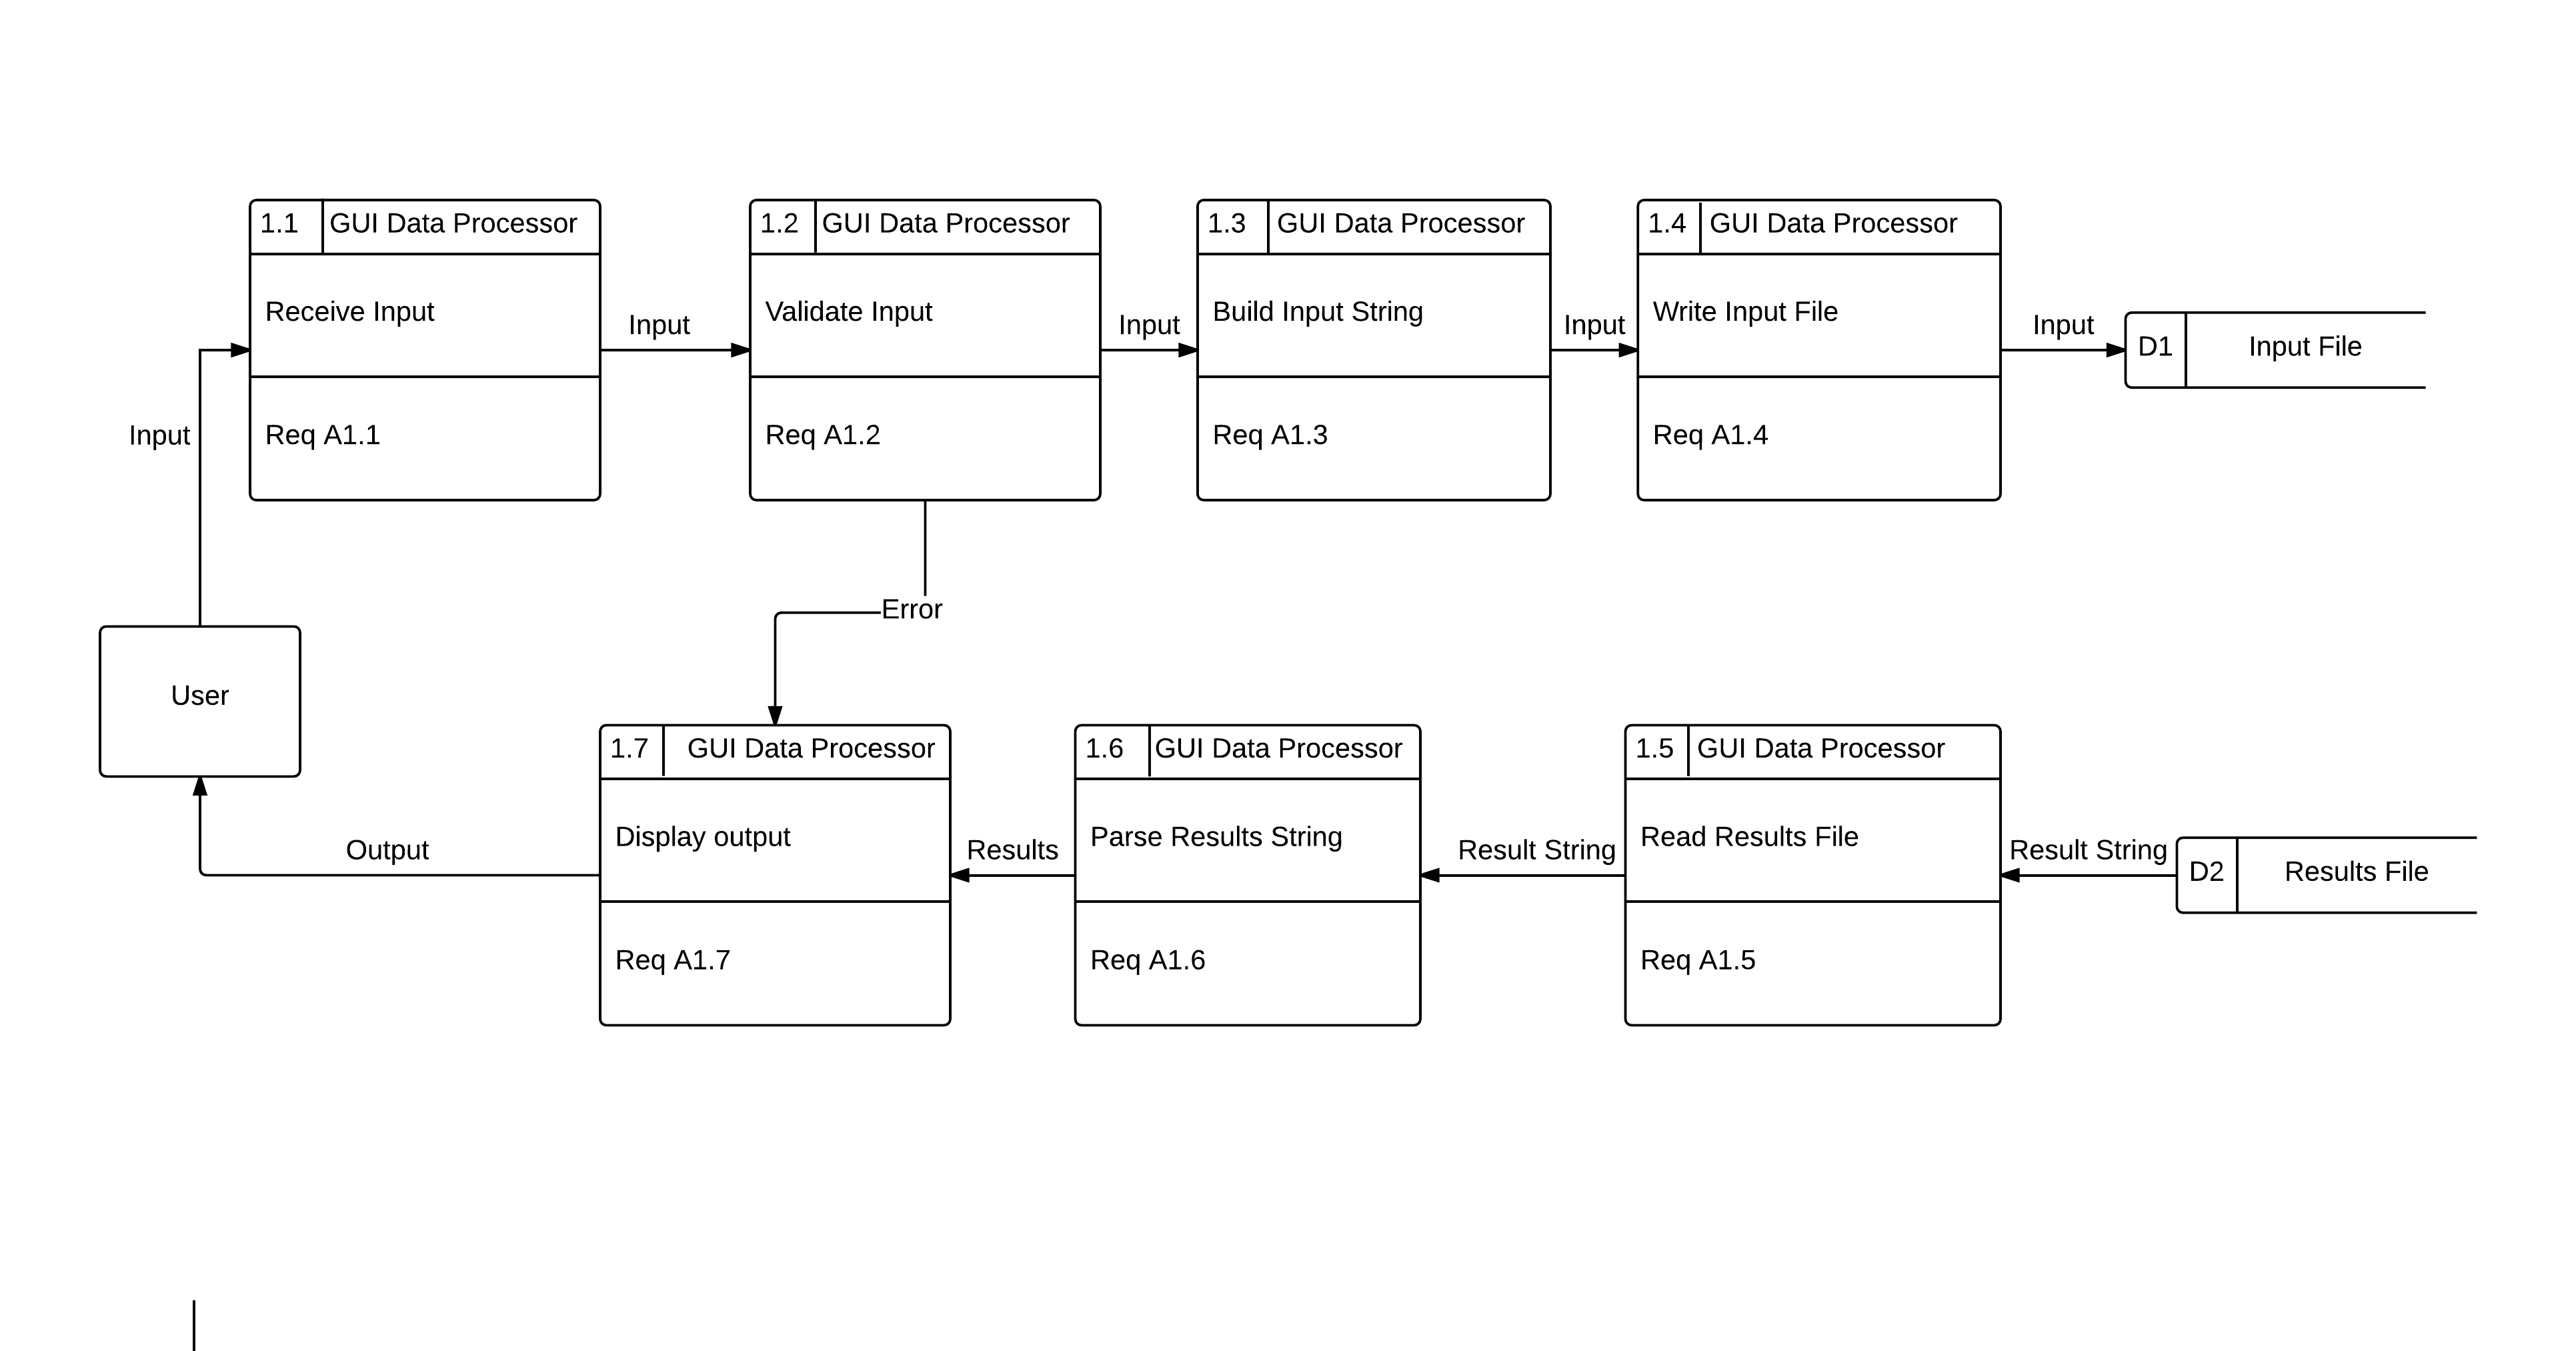 1.1 GUI Data Processor
Receive Input
Req A1.1
Input
1.2 GUI Data Processor
Validate Input
Req A1.2
Input
1.3 GUI Data Processor
Build Input String
Req A1.3
Input
1.4 GUI Data Processor
Write Input File
Req A1.4
Input
D1 Input File
Input
Error
User
1.7 GUI Data Processor
Display output
Req A1.7
Output
Results
1.6 GUI Data Processor
Parse Results String
Req A1.6
Result String
1.5 GUI Data Processor
Read Results File
Req A1.5
Result String
D2 Results File